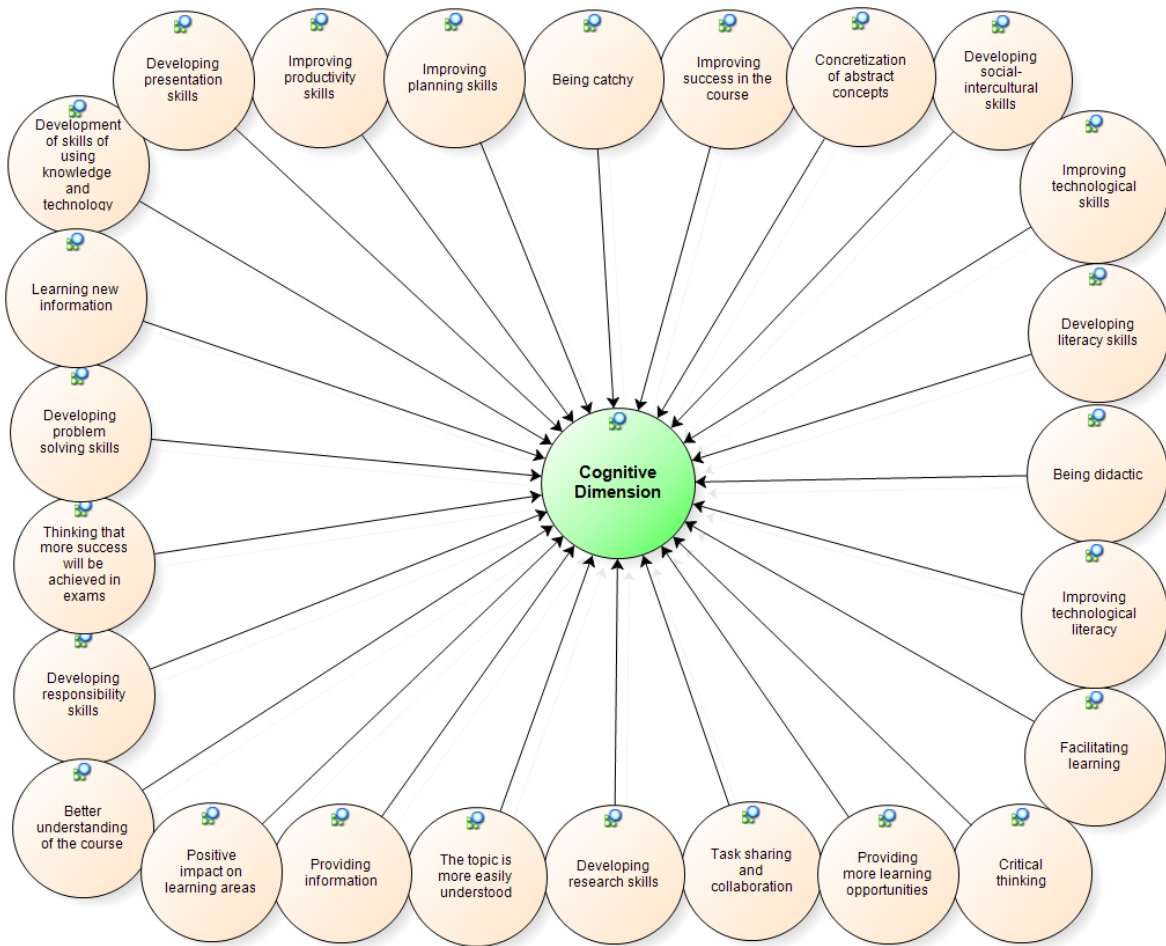 Developing
presentation
skills
Improving
productivity
skills
Improving
planning skills
Being catchy
Improving
success in the
course
Concretization
of abstract
concepts
Developing
social-
intercultural
skills
Improving
technological
skills
Developing
literacy skills
Being didactic
Improving
technological
literacy
Facilitating
learning
Critical
thinking
Providing
more learning
opportunities
Task sharing
and
collaboration
Developing
research skills
The topic is
more easily
understood
Providing
information
Positive
impact on
learning areas
Better
understanding
of the course
Developing
responsibility
skills
Thinking that
more success
will be
achieved in
exams
Developing
problem
solving skills
Learning new
information
Development
of skills of
using
knowledge
and
technology
Cognitive
Dimension